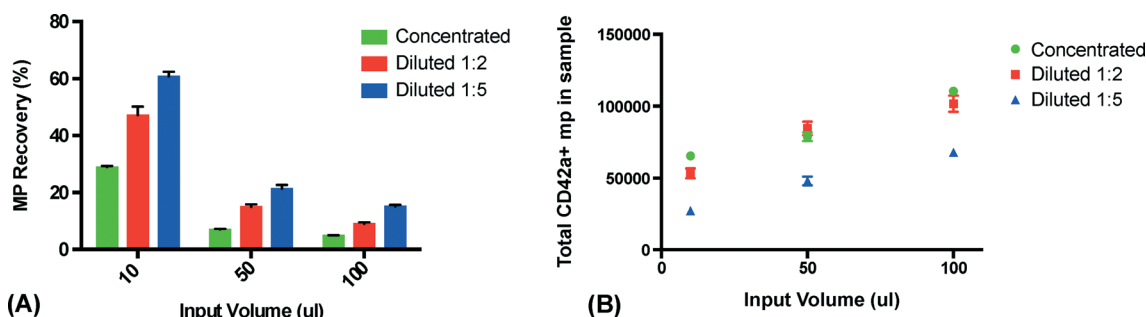 MP Recovery (%)
80
60
40
20
0
10
50
100
Input Volume (ul)
Concentrated
Diluted 1:2
Diluted 1:5
(A)
Total CD42a+ mp in sample
150000
100000
50000
0
0
50
100
Input Volume (ul)
Concentrated
Diluted 1:2
Diluted 1:5
(B)